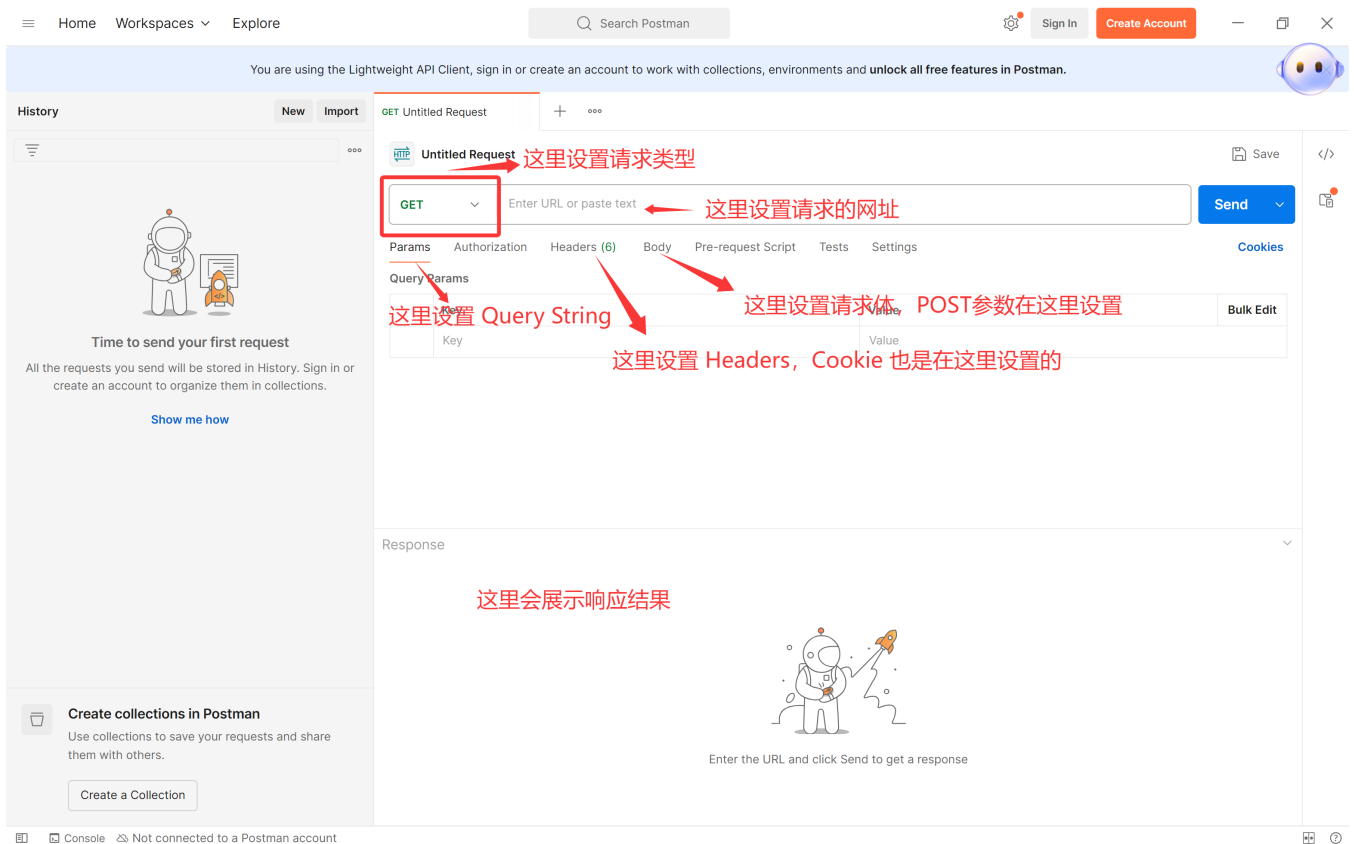 Home Workspaces Explore Search Postman Sign In Create Account
You are using the Lightweight API Client, sign in or create an account to work with collections, environments and unlock all free features in Postman.
History New Import GET Untitled Request
HTTP Untitled Request Save </>
这里设置请求类型
GET Enter URL or paste text Send
这里设置请求的网址
Params Authorization Headers (6) Body Pre-request Script Tests Settings Cookies
Query Params
Key Value Bulk Edit
这里设置 Query String
这里设置请求体，POST参数在这里设置
Key Value
这里设置 Headers，Cookie 也是在这里设置的
Time to send your first request
All the requests you send will be stored in History. Sign in or
create an account to organize them in collections.
Show me how
Response
这里会展示响应结果
Enter the URL and click Send to get a response
Create collections in Postman
Use collections to save your requests and share
them with others.
Create a Collection
Console Not connected to a Postman account